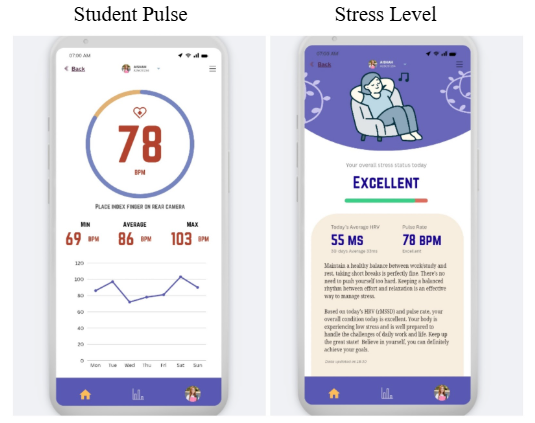 Student Pulse
Stress Level
07:00 AM
Back
78
BPM
PLACE INDEX FINGER ON REAR CAMERA
MIN AVERAGE MAX
69 BPM 86 BPM 103 BPM
120
100
80
60
40
20
0
Mon Tue Wed Thu Fri Sat Sun
07:00 AM
Back
Your overall stress status today
EXCELLENT
Today's Average HRV Pulse Rate
55 MS 78 BPM
Excellent
Maintain a healthy balance between work/study and
rest, taking short breaks is perfectly fine. There's no
need to push yourself too hard. Keeping a balanced
rhythm between effort and relaxation is an effective
way to manage stress.
Based on today's HRV (rMSSD) and pulse rate, your
overall condition today is excellent. Your body is
experiencing low stress and is well prepared to
handle the challenges of daily work and life. Keep up
the great state! Believe in yourself, you can definitely
achieve your goals.